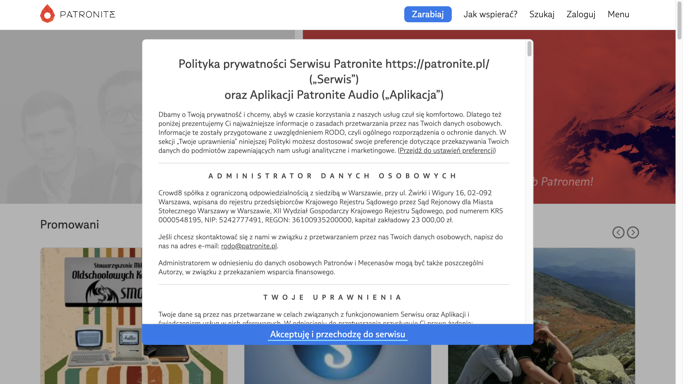 PATRONITE
Zarabiaj
Jak wspierać?
Szukaj
Zaloguj
Menu
Polityka prywatności Serwisu Patronite https://patronite.pl/
(„Serwis”)
oraz Aplikacji Patronite Audio („Aplikacja”)
Dbamy o Twoją prywatność i chcemy, abyś w czasie korzystania z naszych usług czuł się komfortowo. Dlatego też
poniżej prezentujemy Ci najważniejsze informacje o zasadach przetwarzania przez nas Twoich danych osobowych.
Informacje te zostały przygotowane z uwzględnieniem RODO, czyli ogólnego rozporządzenia o ochronie danych. W
sekcji „Twoje uprawnienia” niniejszej Polityki możesz dostosować swoje preferencje dotyczące przekazywania Twoich
danych do podmiotów zapewniających nam usługi analityczne i marketingowe. (Przejdź do ustawień preferencji)
ADMINISTRATOR DANYCH OSOBOWYCH
Crowd8 spółka z ograniczoną odpowiedzialnością z siedzibą w Warszawie, przy ul. Żwirki i Wigury 16, 02-092
Warszawa, wpisana do rejestru przedsiębiorców Krajowego Rejestru Sądowego przez Sąd Rejonowy dla Miasta
Stołecznego Warszawy w Warszawie, XII Wydział Gospodarczy Krajowego Rejestru Sądowego, pod numerem KRS
0000548195, NIP: 5242777491, REGON: 36100935200000, kapitał zakładowy 23 000,00 zł.
Jeśli chcesz skontaktować się z nami w związku z przetwarzaniem przez nas Twoich danych osobowych, napisz do
nas na adres e-mail: rodo@patronite.pl.
Administratorem w odniesieniu do danych osobowych Patronów i Mecenasów mogą być także poszczególni
Autorzy, w związku z przekazaniem wsparcia finansowego.
TWOJE UPRAWNIENIA
Twoje dane są przez nas przetwarzane w celach związanych z funkcjonowaniem Serwisu oraz Aplikacji i
Akceptuję i przechodzę do serwisu
Patronem!
Promowani
Oldschoolowych K
S